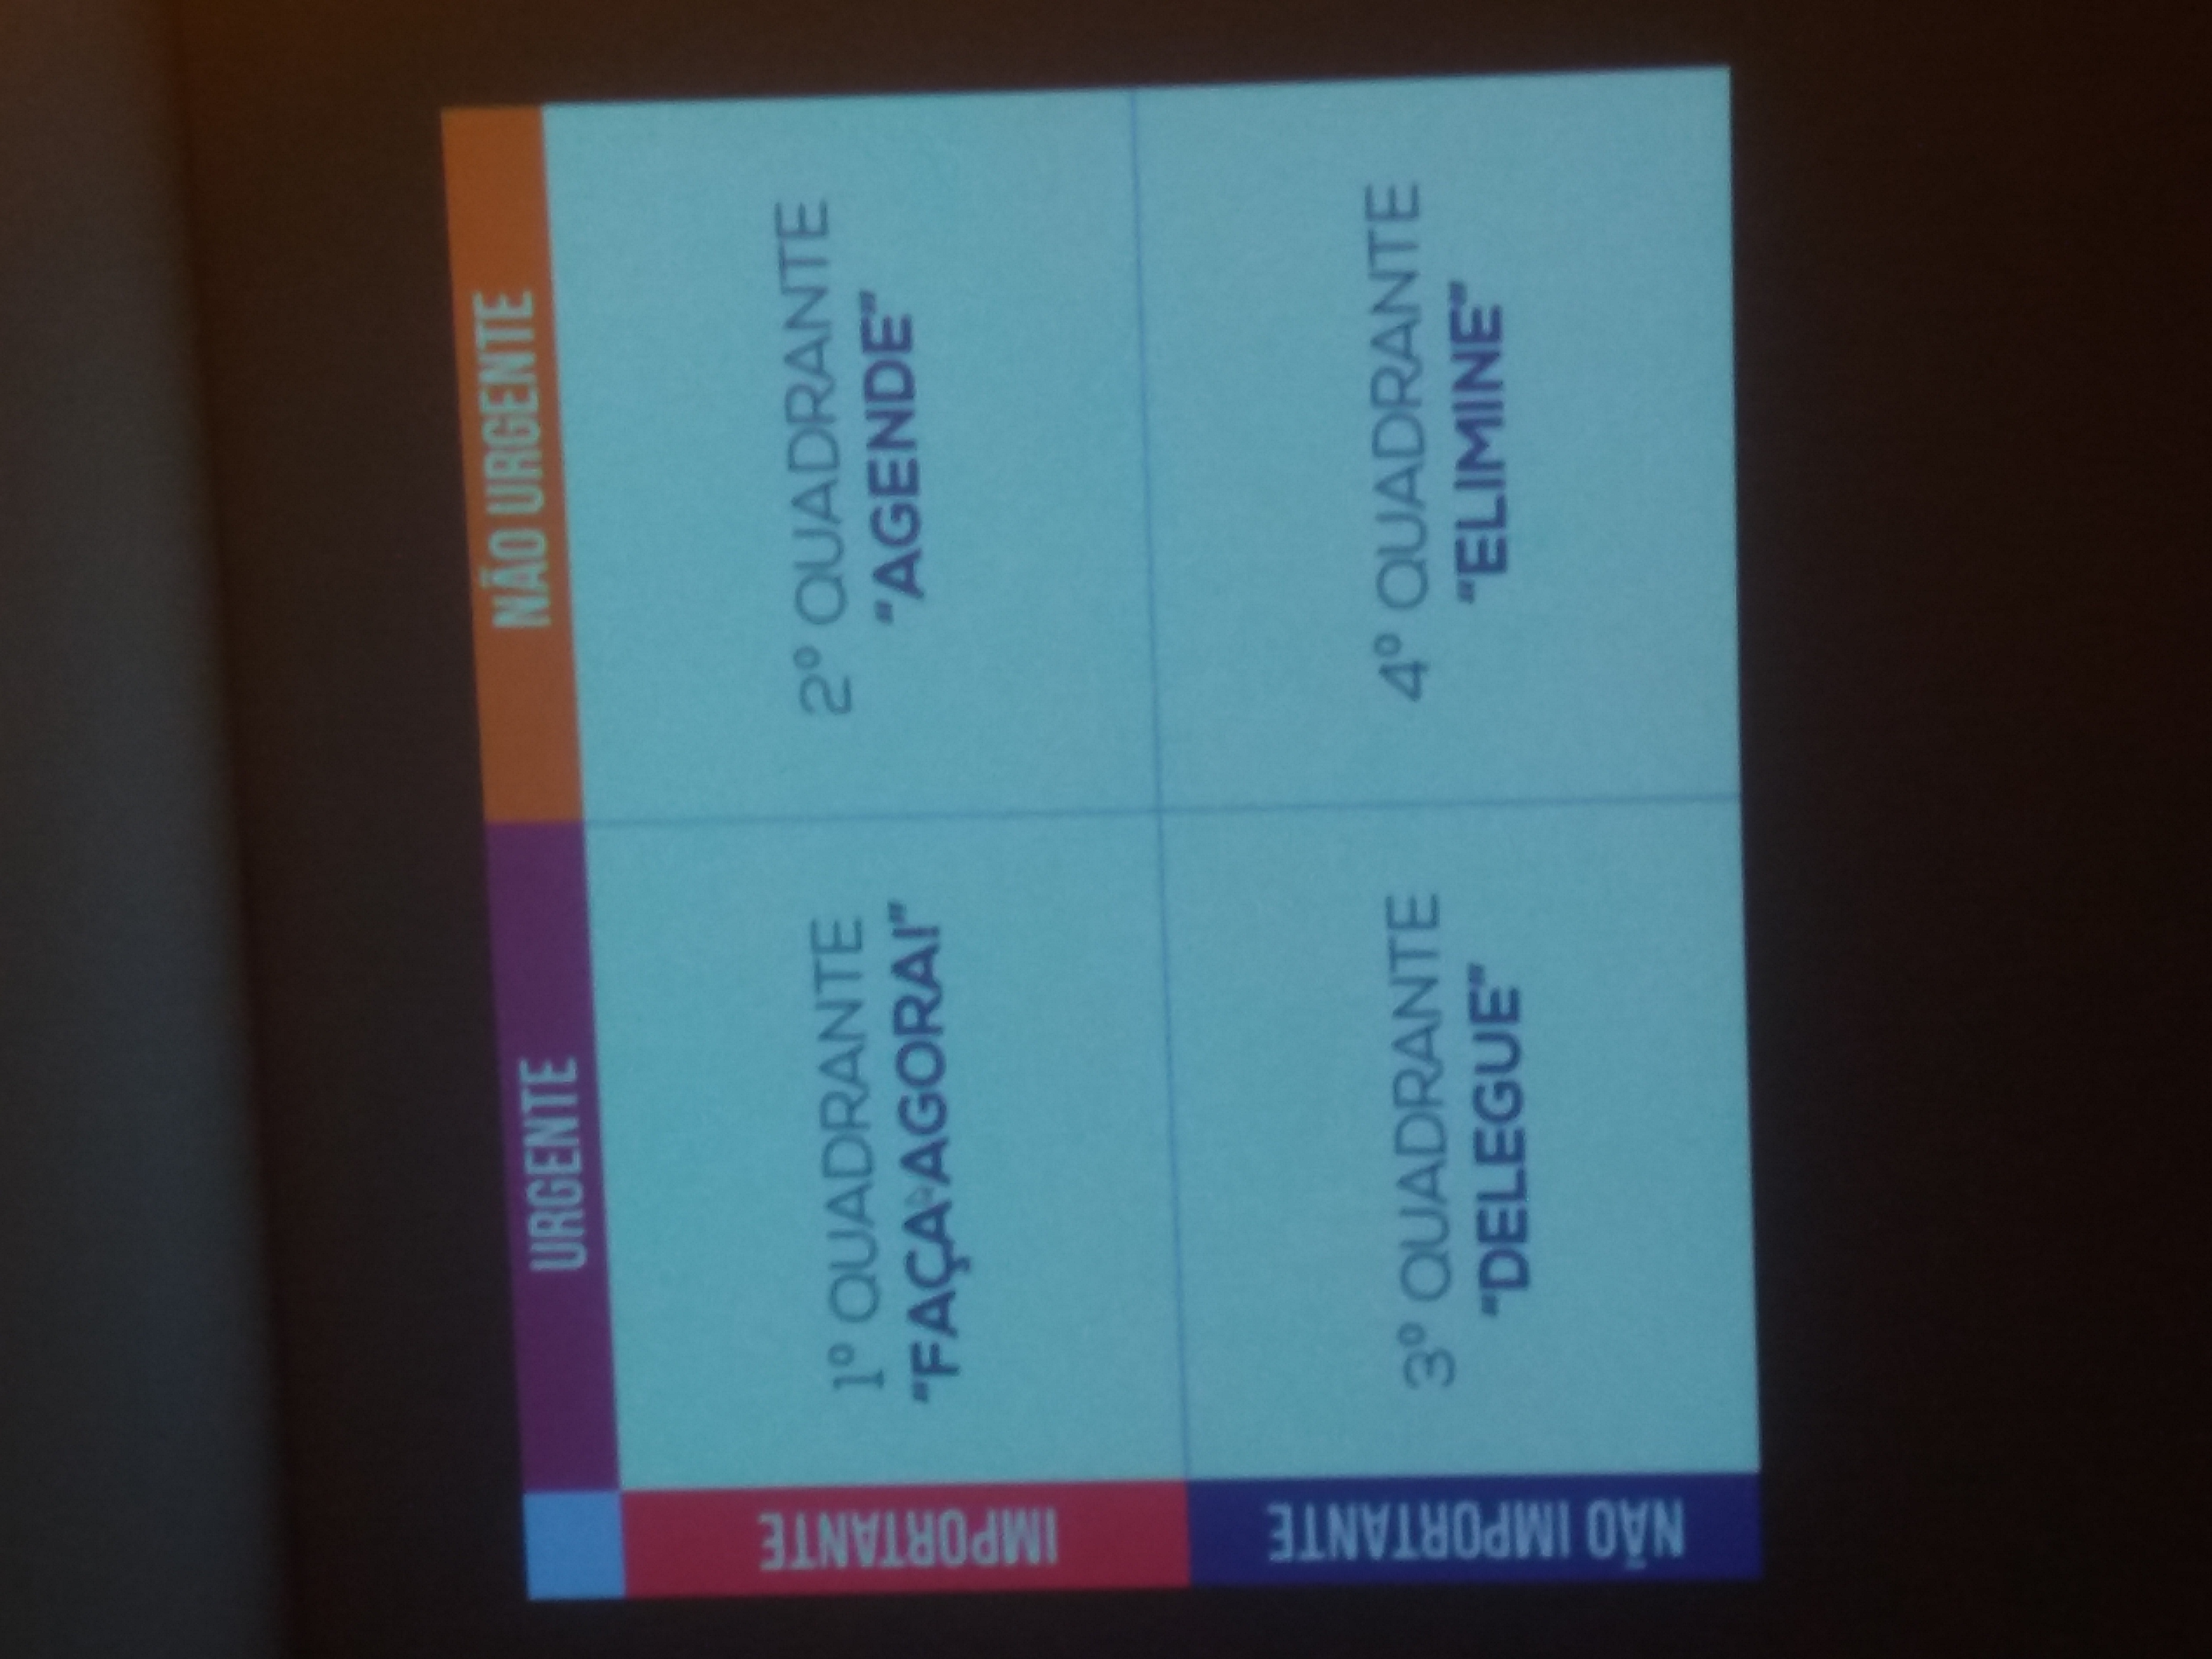 URGENTE
NÃO URGENTE
IMPORTANTE
1º QUADRANTE
“FAÇA AGORA!”
2º QUADRANTE
“AGENDE”
NÃO IMPORTANTE
3º QUADRANTE
“DELEGUE”
4º QUADRANTE
“ELIMINE”